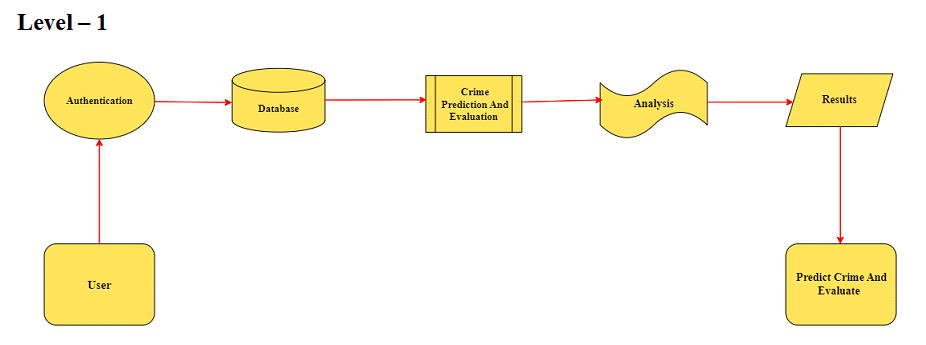 Level – 1
Authentication
Database
Crime
Prediction And
Evaluation
Analysis
Results
User
Predict Crime And
Evaluate